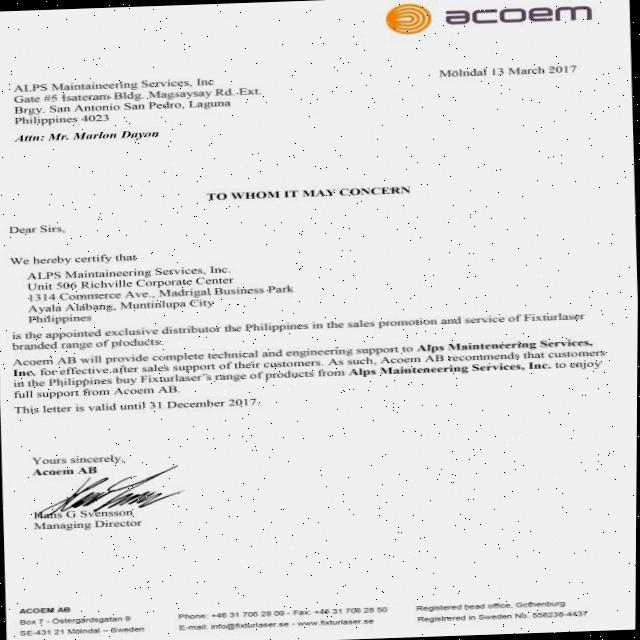 acoem
Mölndal 13 March 2017
ALPS Maintaineering Services, Inc
Gate #5 Isateram Bldg. Magsaysay Rd. Ext.
Brgy. San Antonio San Pedro, Laguna
Philippines 4023
Attn: Mr. Marlon Dayon
TO WHOM IT MAY CONCERN
Dear Sirs,
We hereby certify that
ALPS Maintaineering Services, Inc.
Unit 506 Richville Corporate Center
1314 Commerce Ave., Madrigal Business Park
Ayala Alabang, Muntinlupa City
Philippines
is the appointed exclusive distributor the Philippines in the sales promotion and service of Fixturlaser
branded range of products.
Acoem AB will provide complete technical and engineering support to Alps Mainteneering Services,
Inc. for effective after sales support of their customers. As such, Acoem AB recommends that customers
in the Philippines buy Fixturlaser's range of products from Alps Mainteneering Services, Inc. to enjoy
full support from Acoem AB.
This letter is valid until 31 December 2017.
Yours sincerely,
Acoem AB
Hans G Svensson
Managing Director
ACOEM AB
Box 7 - Östergårdsgatan 9
SE-431 21 Mölndal – Sweden
Phone: +46 31 706 28 00 - Fax: +46 31 706 28 50
E-mail: info@fixturlaser.se - www.fixturlaser.se
Registered head office, Gothenburg
Registrered in Sweden No. 556238-4437